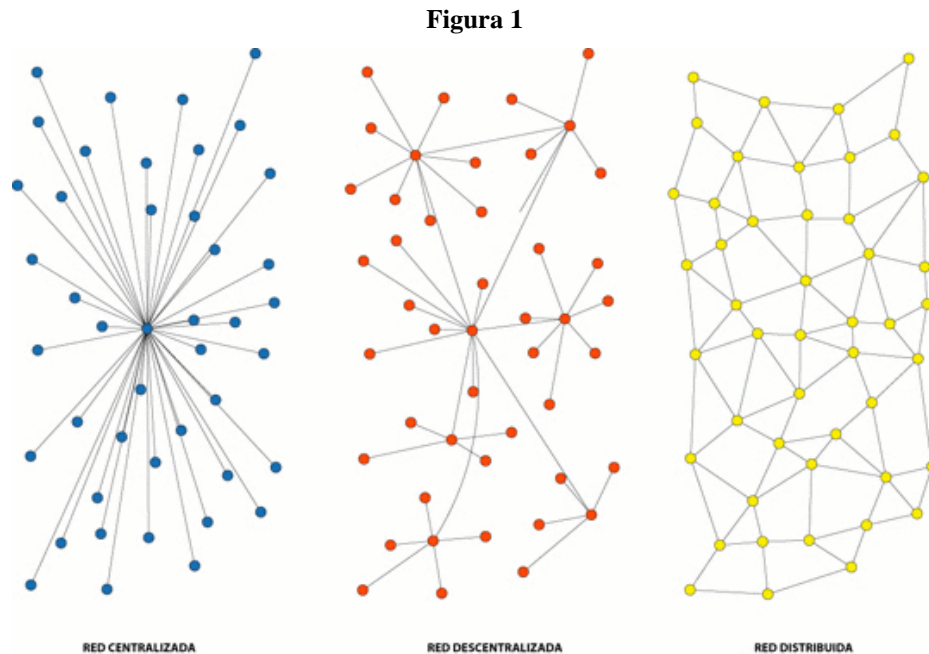 Figura 1
RED CENTRALIZADA
RED DESCENTRALIZADA
RED DISTRIBUIDA